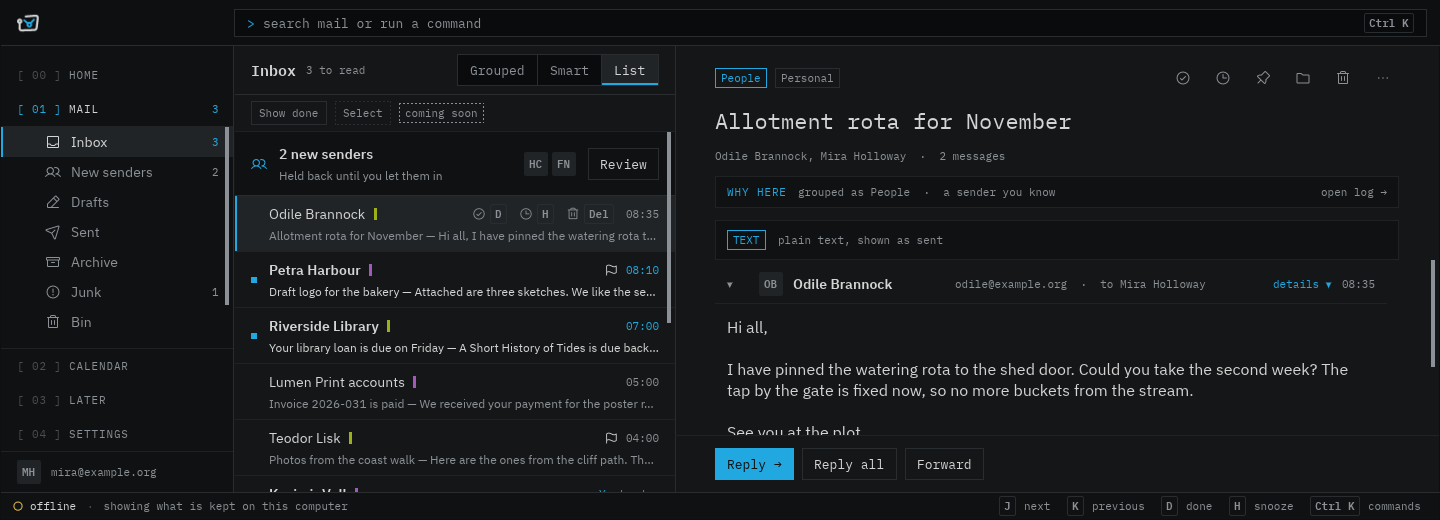 > search mail or run a command Ctrl K
[ 00 ] HOME
[ 01 ] MAIL 3
Inbox 3
New senders 2
Drafts
Sent
Archive
Junk 1
Bin
[ 02 ] CALENDAR
[ 03 ] LATER
[ 04 ] SETTINGS
MH mira@example.org
Inbox 3 to read Grouped Smart List
Show done Select coming soon
2 new senders
Held back until you let them in
HC FN Review
Odile Brannock D H Del 08:35
Allotment rota for November — Hi all, I have pinned the watering rota t...
Petra Harbour 08:10
Draft logo for the bakery — Attached are three sketches. We like the se...
Riverside Library 07:00
Your library loan is due on Friday — A Short History of Tides is due back...
Lumen Print accounts 05:00
Invoice 2026-031 is paid — We received your payment for the poster r...
Teodor Lisk 04:00
Photos from the coast walk — Here are the ones from the cliff path. Th...
People Personal
Allotment rota for November
Odile Brannock, Mira Holloway · 2 messages
WHY HERE grouped as People · a sender you know open log →
TEXT plain text, shown as sent
▾ OB Odile Brannock odile@example.org · to Mira Holloway details ▾ 08:35
Hi all,
I have pinned the watering rota to the shed door. Could you take the second week? The
tap by the gate is fixed now, so no more buckets from the stream.
See you at the plot
Reply → Reply all Forward
offline · showing what is kept on this computer
J next K previous D done H snooze Ctrl K commands